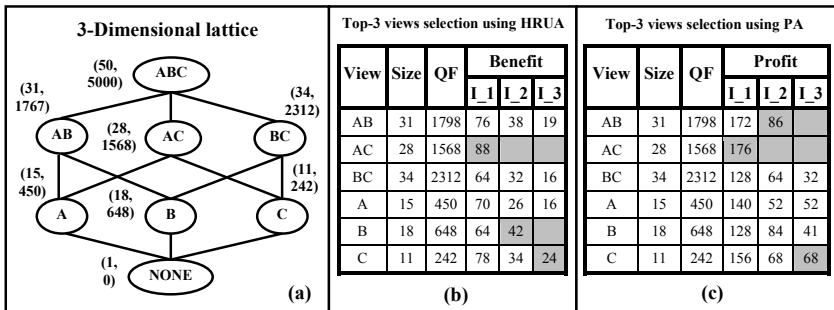 3-Dimensional lattice
(50,
5000)
ABC
(31,
1767)
(34,
2312)
AB
(28,
1568)
AC
BC
(15,
450)
(18,
648)
(11,
242)
A
B
C
(1,
0)
NONE
(a)
Top-3 views selection using HRUA
View Size QF Benefit
I_1 I_2 I_3
AB 31 1798 76 38 19
AC 28 1568 88
BC 34 2312 64 32 16
A 15 450 70 26 16
B 18 648 64 42
C 11 242 78 34 24
(b)
Top-3 views selection using PA
View Size QF Profit
I_1 I_2 I_3
AB 31 1798 172 86
AC 28 1568 176
BC 34 2312 128 64 32
A 15 450 140 52 52
B 18 648 128 84 41
C 11 242 156 68 68
(c)